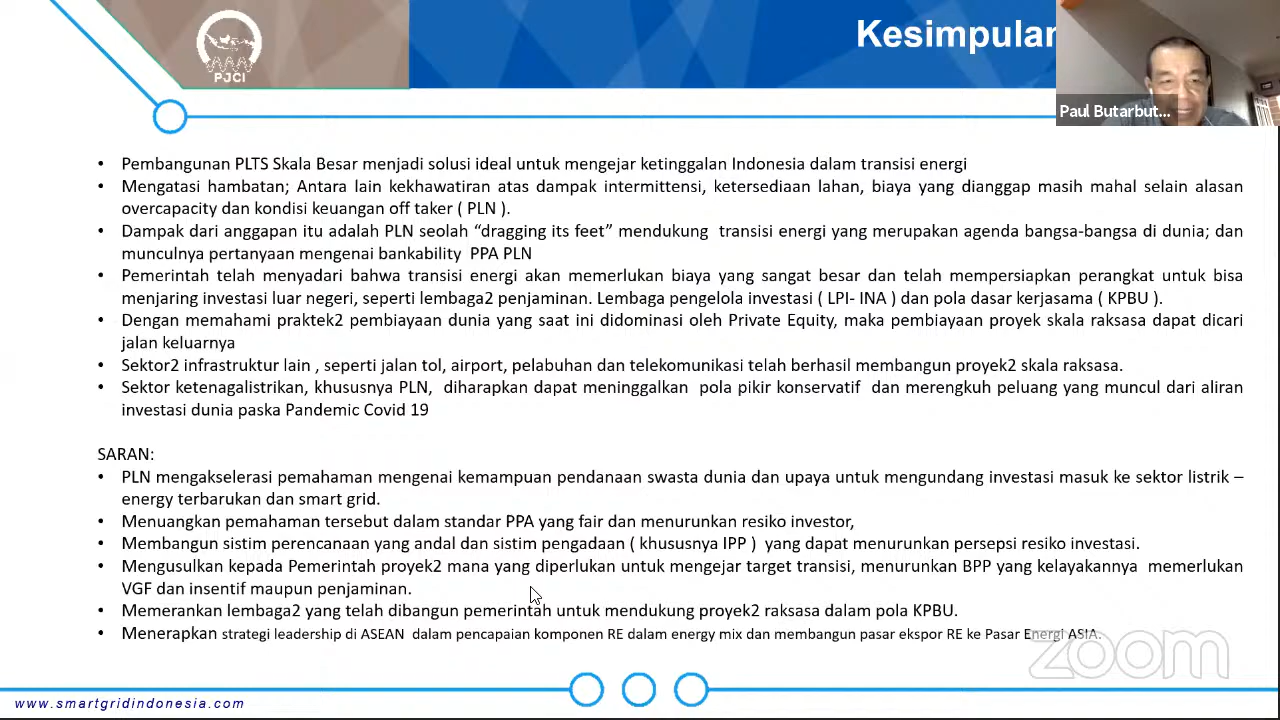 PJCI
Kesimpulan
Paul Butarbut...
• Pembangunan PLTS Skala Besar menjadi solusi ideal untuk mengejar ketinggalan Indonesia dalam transisi energi
• Mengatasi hambatan; Antara lain kekhawatiran atas dampak intermittensi, ketersediaan lahan, biaya yang dianggap masih mahal selain alasan
overcapacity dan kondisi keuangan off taker ( PLN ).
• Dampak dari anggapan itu adalah PLN seolah “dragging its feet” mendukung transisi energi yang merupakan agenda bangsa-bangsa di dunia; dan
munculnya pertanyaan mengenai bankability PPA PLN
• Pemerintah telah menyadari bahwa transisi energi akan memerlukan biaya yang sangat besar dan telah mempersiapkan perangkat untuk bisa
menjaring investasi luar negeri, seperti lembaga2 penjaminan. Lembaga pengelola investasi ( LPI- INA ) dan pola dasar kerjasama ( KPBU ).
• Dengan memahami praktek2 pembiayaan dunia yang saat ini didominasi oleh Private Equity, maka pembiayaan proyek skala raksasa dapat dicari
jalan keluarnya
• Sektor2 infrastruktur lain , seperti jalan tol, airport, pelabuhan dan telekomunikasi telah berhasil membangun proyek2 skala raksasa.
• Sektor ketenagalistrikan, khususnya PLN, diharapkan dapat meninggalkan pola pikir konservatif dan merengkuh peluang yang muncul dari aliran
investasi dunia paska Pandemic Covid 19
SARAN:
• PLN mengakselerasi pemahaman mengenai kemampuan pendanaan swasta dunia dan upaya untuk mengundang investasi masuk ke sektor listrik –
energy terbarukan dan smart grid.
• Menuangkan pemahaman tersebut dalam standar PPA yang fair dan menurunkan resiko investor,
• Membangun sistim perencanaan yang andal dan sistim pengadaan ( khususnya IPP ) yang dapat menurunkan persepsi resiko investasi.
• Mengusulkan kepada Pemerintah proyek2 mana yang diperlukan untuk mengejar target transisi, menurunkan BPP yang kelayakannya memerlukan
VGF dan insentif maupun penjaminan.
• Memerankan lembaga2 yang telah dibangun pemerintah untuk mendukung proyek2 raksasa dalam pola KPBU.
• Menerapkan strategi leadership di ASEAN dalam pencapaian komponen RE dalam energy mix dan membangun pasar ekspor RE ke Pasar Energi ASIA.
zoom
www.smartgridindonesia.com